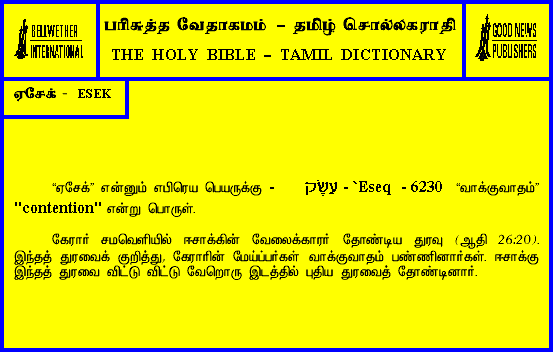 BELLWETHER
INTERNATIONAL
பரிசுத்த வேதாகமம் – தமிழ் சொல்லகராதி
THE HOLY BIBLE – TAMIL DICTIONARY
GOOD NEWS
PUBLISHERS
ஏசேக் - ESEK
“ஏசேக்” என்னும் எபிரெய பெயருக்கு - עֵשֶׂק - `Eseq - 6230 “வாக்குவாதம்”
"contention" என்று பொருள்.
கேரார் சமவெளியில் ஈசாக்கின் வேலைக்காரர் தோண்டிய துரவு (ஆதி 26:20).
இந்தத் துரவைக் குறித்து, கேராரின் மேய்ப்பர்கள் வாக்குவாதம் பண்ணினார்கள். ஈசாக்கு
இந்தத் துரவை விட்டு விட்டு வேறொரு இடத்தில் புதிய துரவைத் தோண்டினார்.